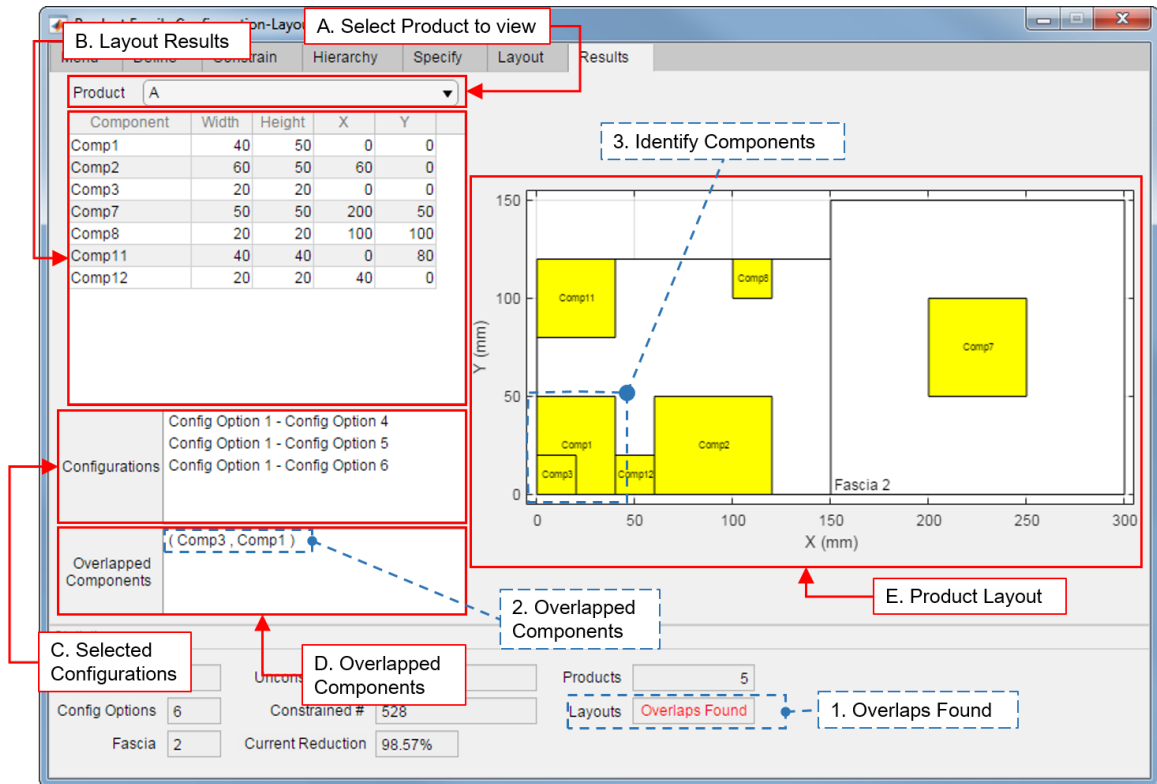 A. Select Product to view
B. Layout Results
Hierarchy Specify Layout Results
Product A
Component Width Height X Y
Comp1 40 50 0 0
Comp2 60 50 60 0
Comp3 20 20 0 0
Comp7 50 50 200 50
Comp8 20 20 100 100
Comp11 40 40 0 80
Comp12 20 20 40 0
3. Identify Components
150
100
50
0
Y (mm)
Comp11
Comp8
Comp7
Comp1
Comp2
Comp3
Comp12
Fascia 2
0 50 100 150 200 250 300
X (mm)
Configurations
Config Option 1 - Config Option 4
Config Option 1 - Config Option 5
Config Option 1 - Config Option 6
Overlapped
Components
( Comp3 , Comp1 )
E. Product Layout
2. Overlapped
Components
C. Selected
Configurations
D. Overlapped
Components
Products 5
Config Options 6
Constrained # 528
Layouts Overlaps Found
1. Overlaps Found
Fascia 2
Current Reduction 98.57%